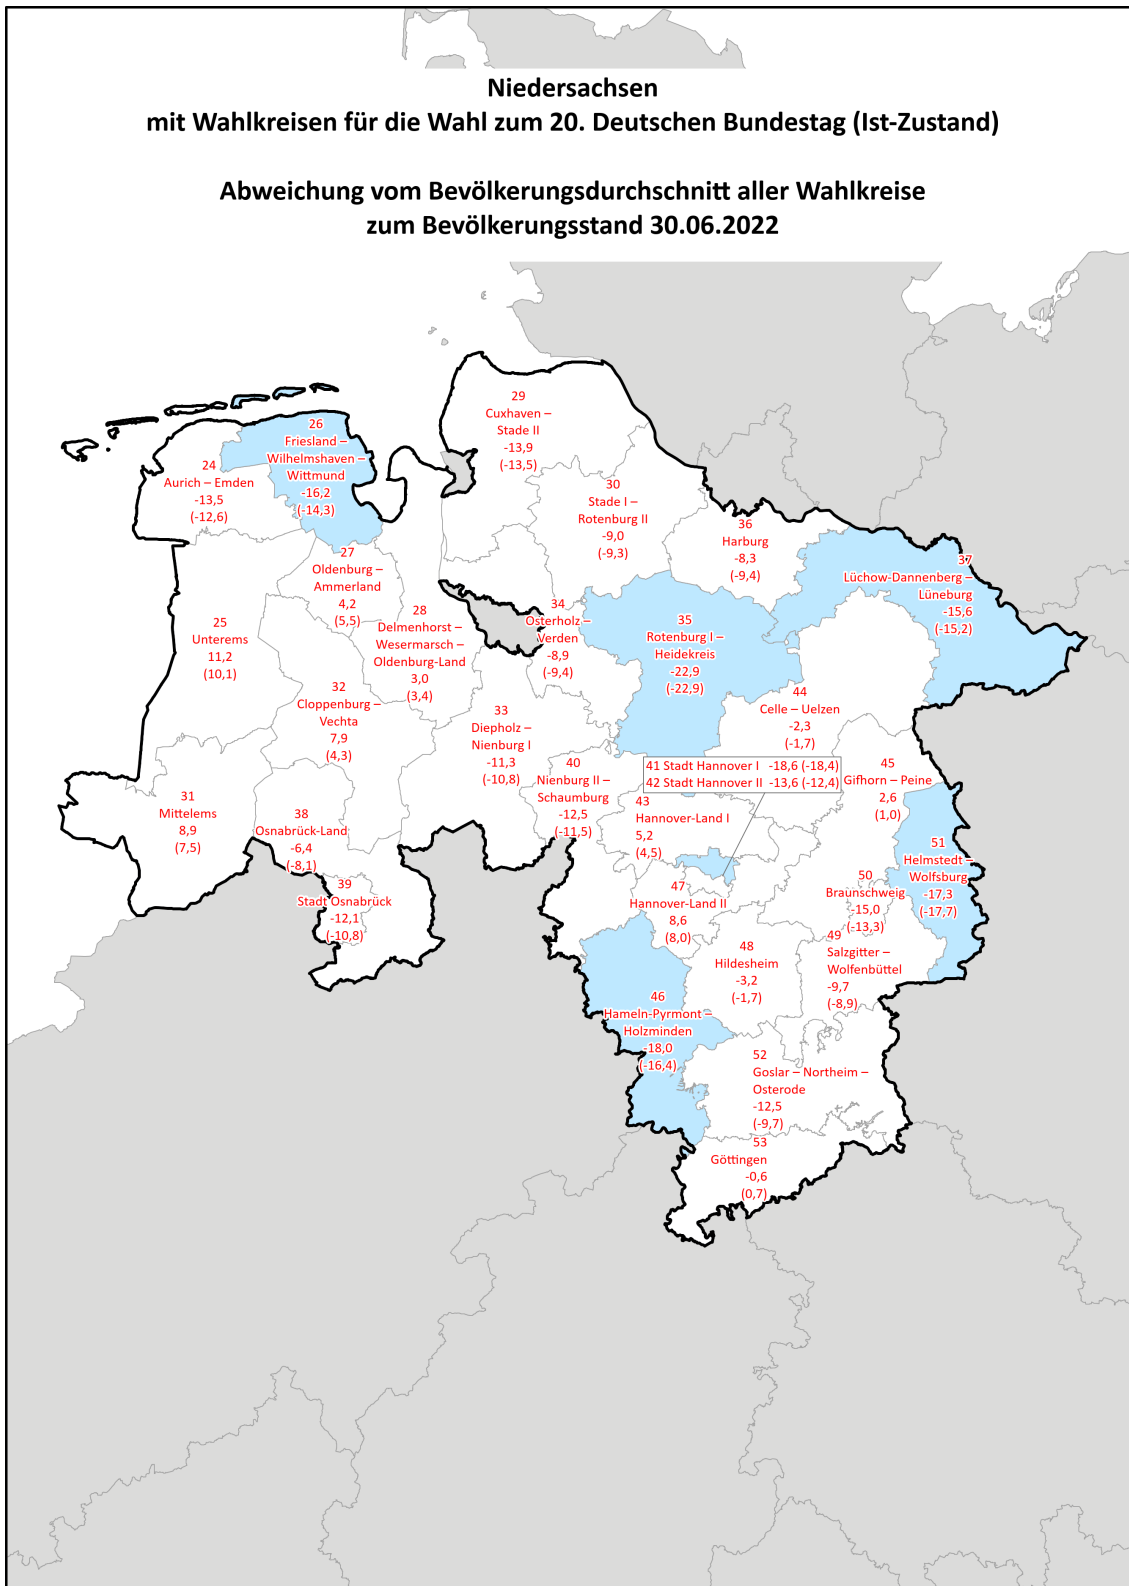 Niedersachsen
mit Wahlkreisen für die Wahl zum 20. Deutschen Bundestag (Ist-Zustand)
Abweichung vom Bevölkerungsdurchschnitt aller Wahlkreise
zum Bevölkerungsstand 30.06.2022
29
Cuxhaven –
Stade II
-13,9
(-13,5)
26
Friesland –
Wilhelmshaven –
Wittmund
-16,2
(-14,3)
24
Aurich – Emden
-13,5
(-12,6)
30
Stade I –
Rotenburg II
-9,0
(-9,3)
36
Harburg
-8,3
(-9,4)
37
Lüchow-Dannenberg –
Lüneburg
-15,6
(-15,2)
27
Oldenburg –
Ammerland
4,2
(5,5)
28
Delmenhorst –
Wesermarsch –
Oldenburg-Land
3,0
(3,4)
34
Osterholz –
Verden
-8,9
(-9,4)
35
Rotenburg I –
Heidekreis
-22,9
(-22,9)
25
Unterems
11,2
(10,1)
32
Cloppenburg –
Vechta
7,9
(4,3)
33
Diepholz –
Nienburg I
-11,3
(-10,8)
44
Celle – Uelzen
-2,3
(-1,7)
40
Nienburg II –
Schaumburg
-12,5
(-11,5)
41 Stadt Hannover I -18,6 (-18,4)
42 Stadt Hannover II -13,6 (-12,4)
45
Gifhorn – Peine
2,6
(1,0)
31
Mittelems
8,9
(7,5)
38
Osnabrück-Land
-6,4
(-8,1)
43
Hannover-Land I
5,2
(4,5)
51
Helmstedt –
Wolfsburg
-17,3
(-17,7)
39
Stadt Osnabrück
-12,1
(-10,8)
47
Hannover-Land II
8,6
(8,0)
50
Braunschweig
-15,0
(-13,3)
48
Hildesheim
-3,2
(-1,7)
49
Salzgitter –
Wolfenbüttel
-9,7
(-8,9)
46
Hameln-Pyrmont –
Holzminden
-18,0
(-16,4)
52
Goslar – Northeim –
Osterode
-12,5
(-9,7)
53
Göttingen
-0,6
(0,7)